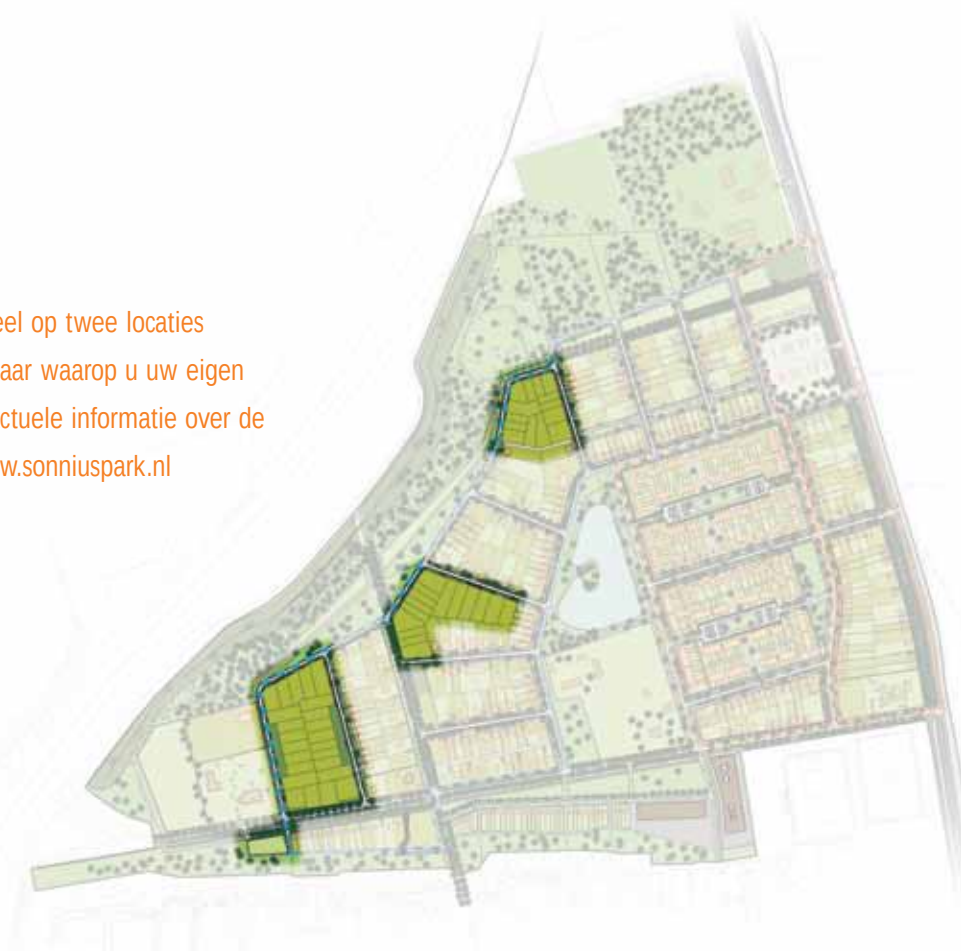 eel op twee locaties
aar waarop u uw eigen
ctuele informatie over de
w.sonniuspark.nl